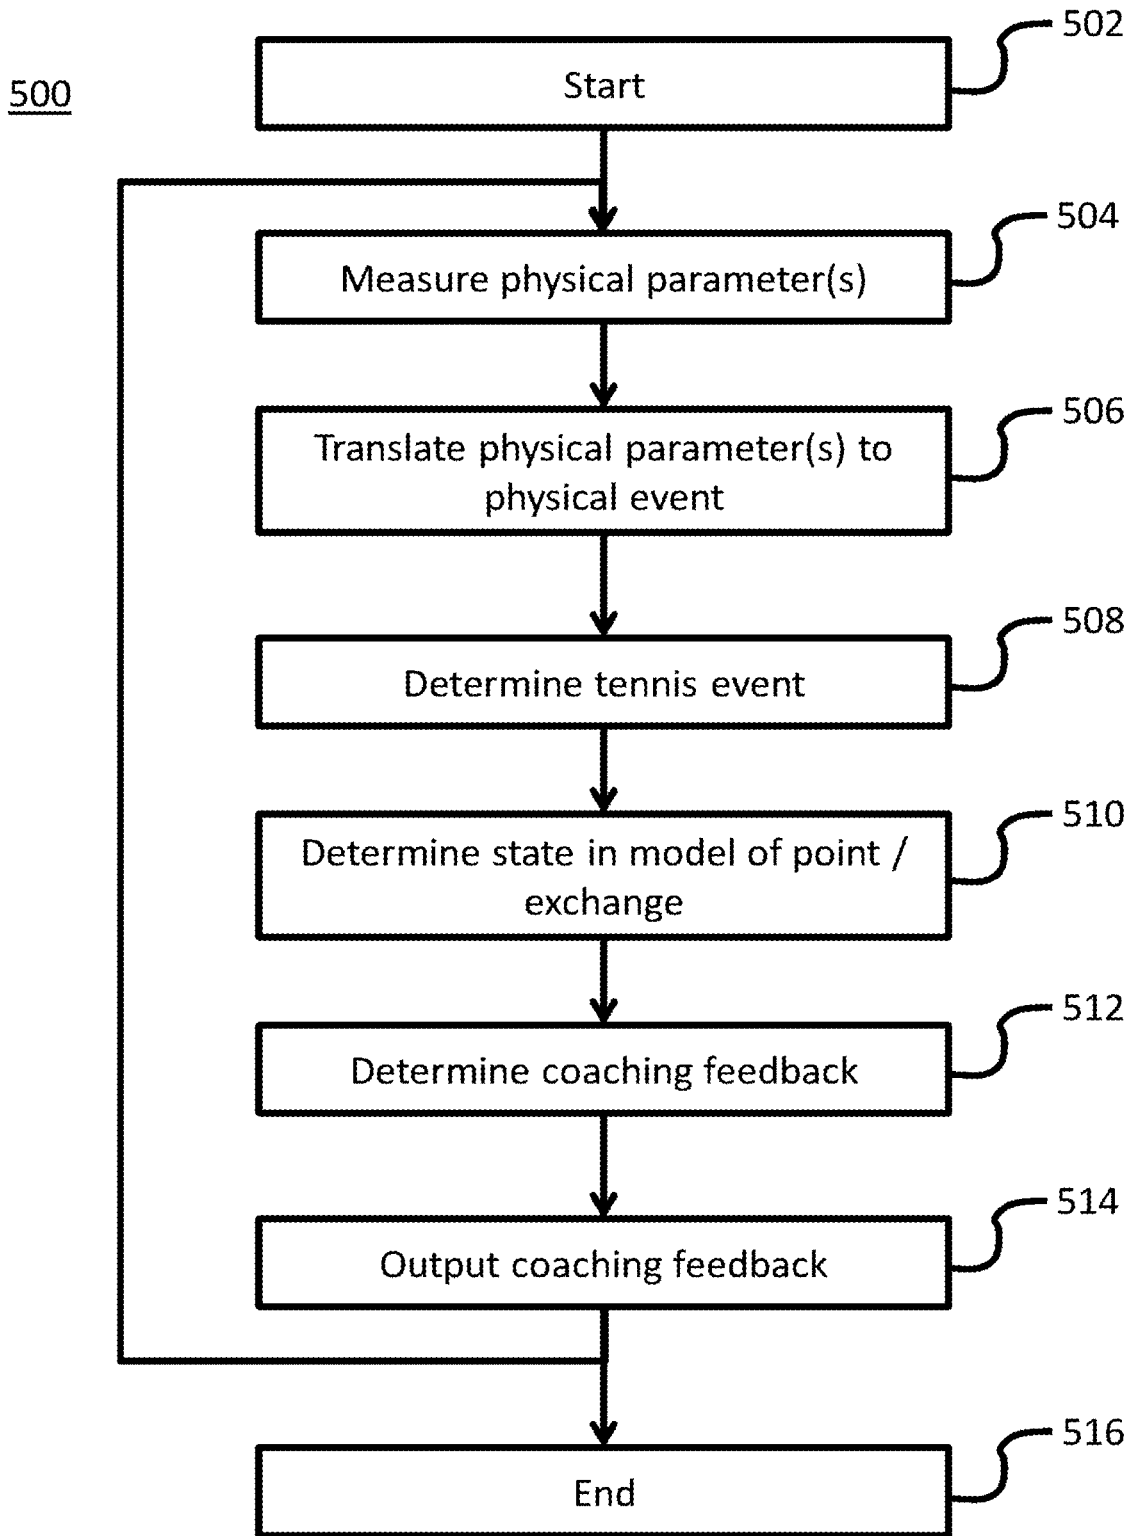 502
500
Start
504
Measure physical parameter(s)
506
Translate physical parameter(s) to
physical event
508
Determine tennis event
510
Determine state in model of point /
exchange
512
Determine coaching feedback
514
Output coaching feedback
516
End